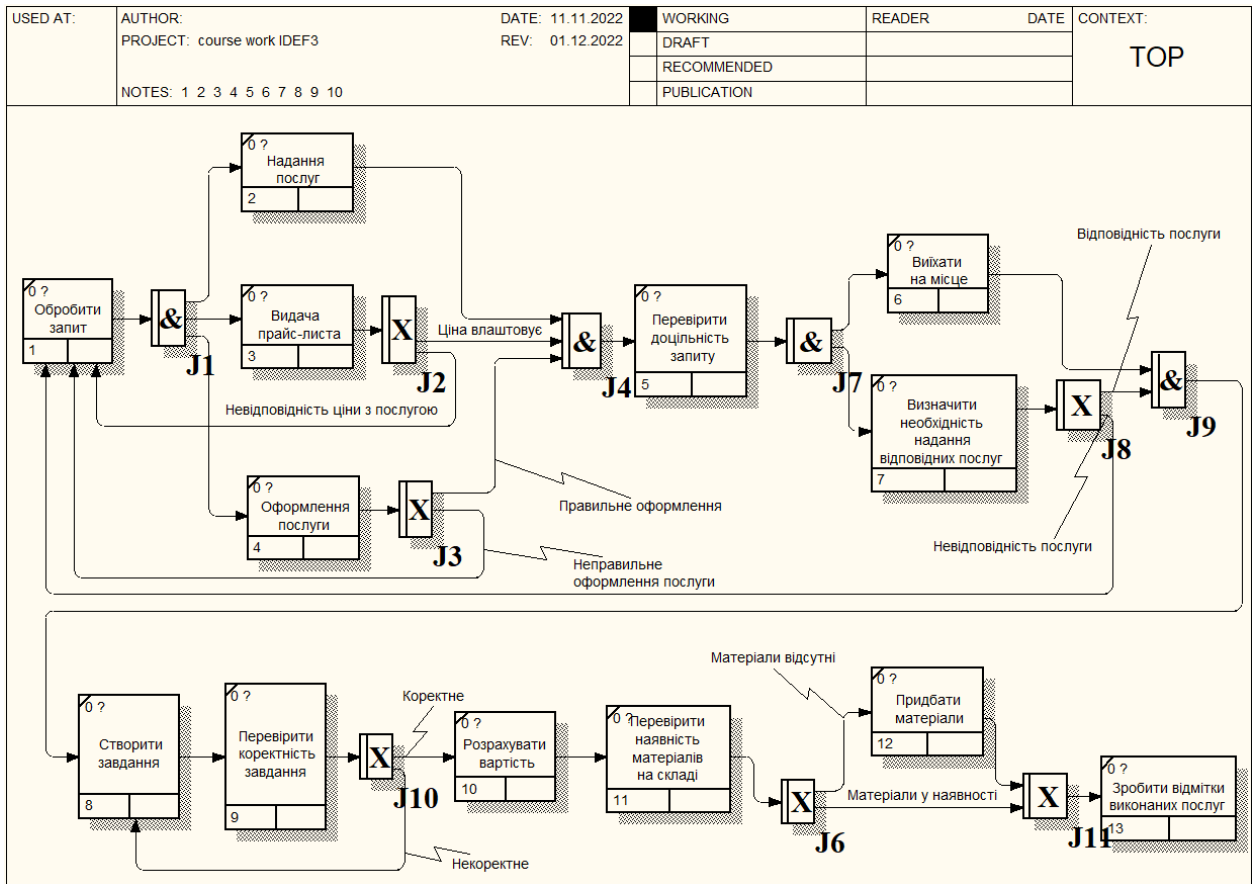 USED AT:
AUTHOR:
DATE: 11.11.2022
PROJECT: course work IDEF3
REV: 01.12.2022
NOTES: 1 2 3 4 5 6 7 8 9 10
WORKING
DRAFT
RECOMMENDED
PUBLICATION
READER
DATE
CONTEXT:
TOP
0 ?
Обробити
запит
1
&
J1
0 ?
Надання
послуг
2
0 ?
Видача
прайс-листа
3
X
J2
Ціна влаштовує
Невідповідність ціни з послугою
0 ?
Оформлення
послуги
4
X
J3
Правильне оформлення
Неправильне
оформлення послуги
&
J4
0 ?
Перевірити
доцільність
запиту
5
&
J7
0 ?
Виїхати
на місце
6
0 ?
Визначити
необхідність
надання
відповідних послуг
7
X
J8
Відповідність послуги
Невідповідність послуги
&
J9
0 ?
Створити
завдання
8
0 ?
Перевірити
коректність
завдання
9
X
J10
Коректне
Некоректне
0 ?
Розрахувати
вартість
10
0 ?
Перевірити
наявність
матеріалів
на складі
11
X
J6
Матеріали відсутні
Матеріали у наявності
0 ?
Придбати
матеріали
12
X
J11
0 ?
Зробити відмітки
виконаних послуг
13